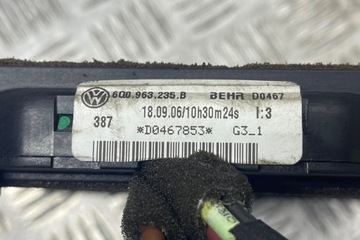 6Q0.963.235.B BEHR D0467
18.09.06/10h30m24s I:3
387 *D0467853* G3_1